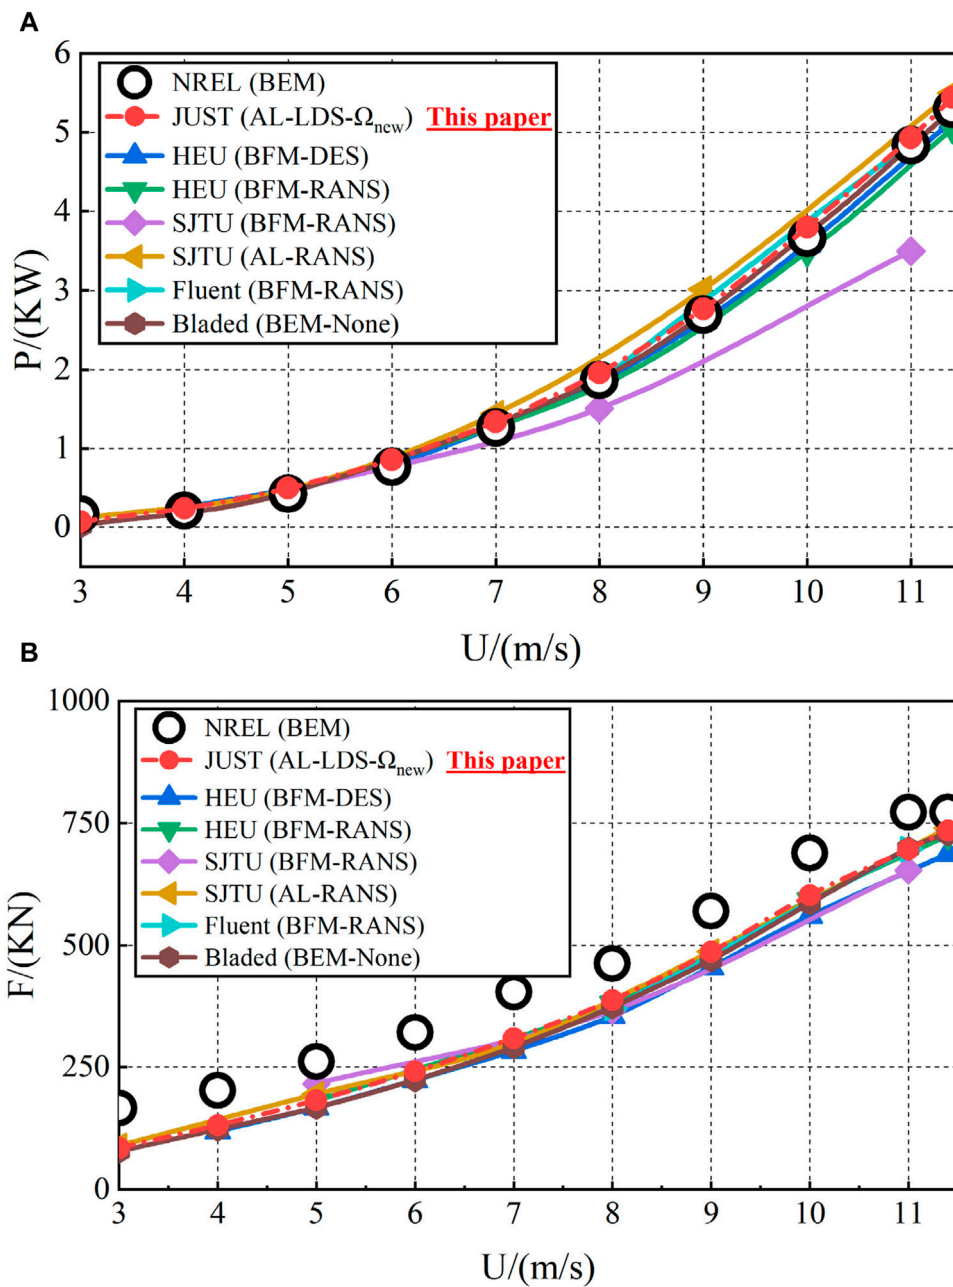 A
6
5
4
3
2
1
0
P/(KW)
NREL (BEM)
JUST (AL-LDS-Ωnew) This paper
HEU (BFM-DES)
HEU (BFM-RANS)
SJTU (BFM-RANS)
SJTU (AL-RANS)
Fluent (BFM-RANS)
Bladed (BEM-None)
3 4 5 6 7 8 9 10 11
U/(m/s)
B
1000
750
500
250
0
F/(KN)
NREL (BEM)
JUST (AL-LDS-Ωnew) This paper
HEU (BFM-DES)
HEU (BFM-RANS)
SJTU (BFM-RANS)
SJTU (AL-RANS)
Fluent (BFM-RANS)
Bladed (BEM-None)
3 4 5 6 7 8 9 10 11
U/(m/s)